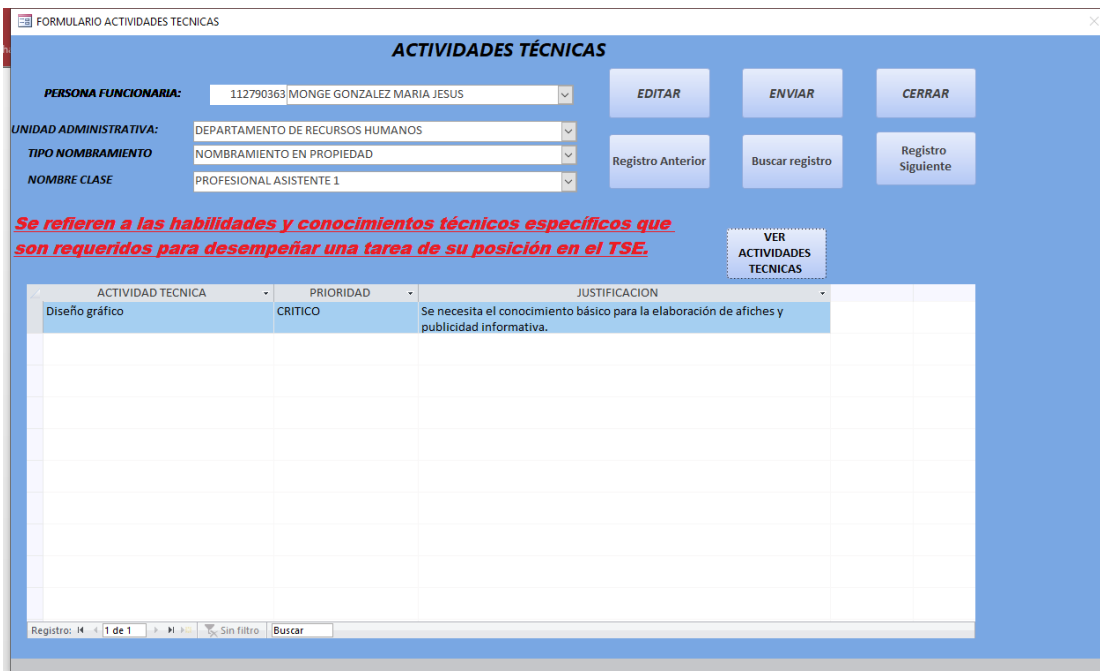 FORMULARIO ACTIVIDADES TECNICAS
ACTIVIDADES TÉCNICAS
PERSONA FUNCIONARIA:
112790363 MONGE GONZALEZ MARIA JESUS
EDITAR
ENVIAR
CERRAR
UNIDAD ADMINISTRATIVA:
DEPARTAMENTO DE RECURSOS HUMANOS
TIPO NOMBRAMIENTO
NOMBRAMIENTO EN PROPIEDAD
NOMBRE CLASE
PROFESIONAL ASISTENTE 1
Registro Anterior
Buscar registro
Registro
Siguiente
Se refieren a las habilidades y conocimientos técnicos específicos que
son requeridos para desempeñar una tarea de su posición en el TSE.
VER
ACTIVIDADES
TECNICAS
ACTIVIDAD TECNICA
PRIORIDAD
JUSTIFICACION
Diseño gráfico
CRITICO
Se necesita el conocimiento básico para la elaboración de afiches y
publicidad informativa.
Registro:
1 de 1
Sin filtro
Buscar